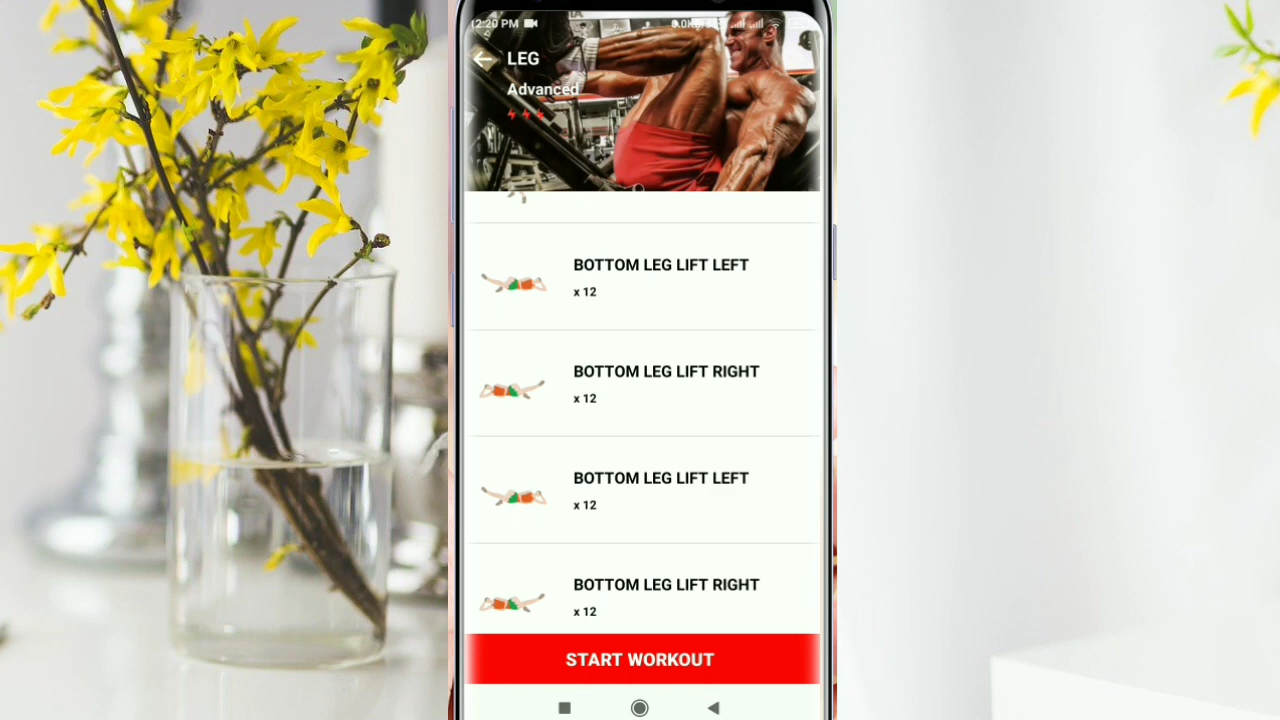 2:20 PM
LEG
Advanced
BOTTOM LEG LIFT LEFT
x 12
BOTTOM LEG LIFT RIGHT
x 12
BOTTOM LEG LIFT LEFT
x 12
BOTTOM LEG LIFT RIGHT
x 12
START WORKOUT